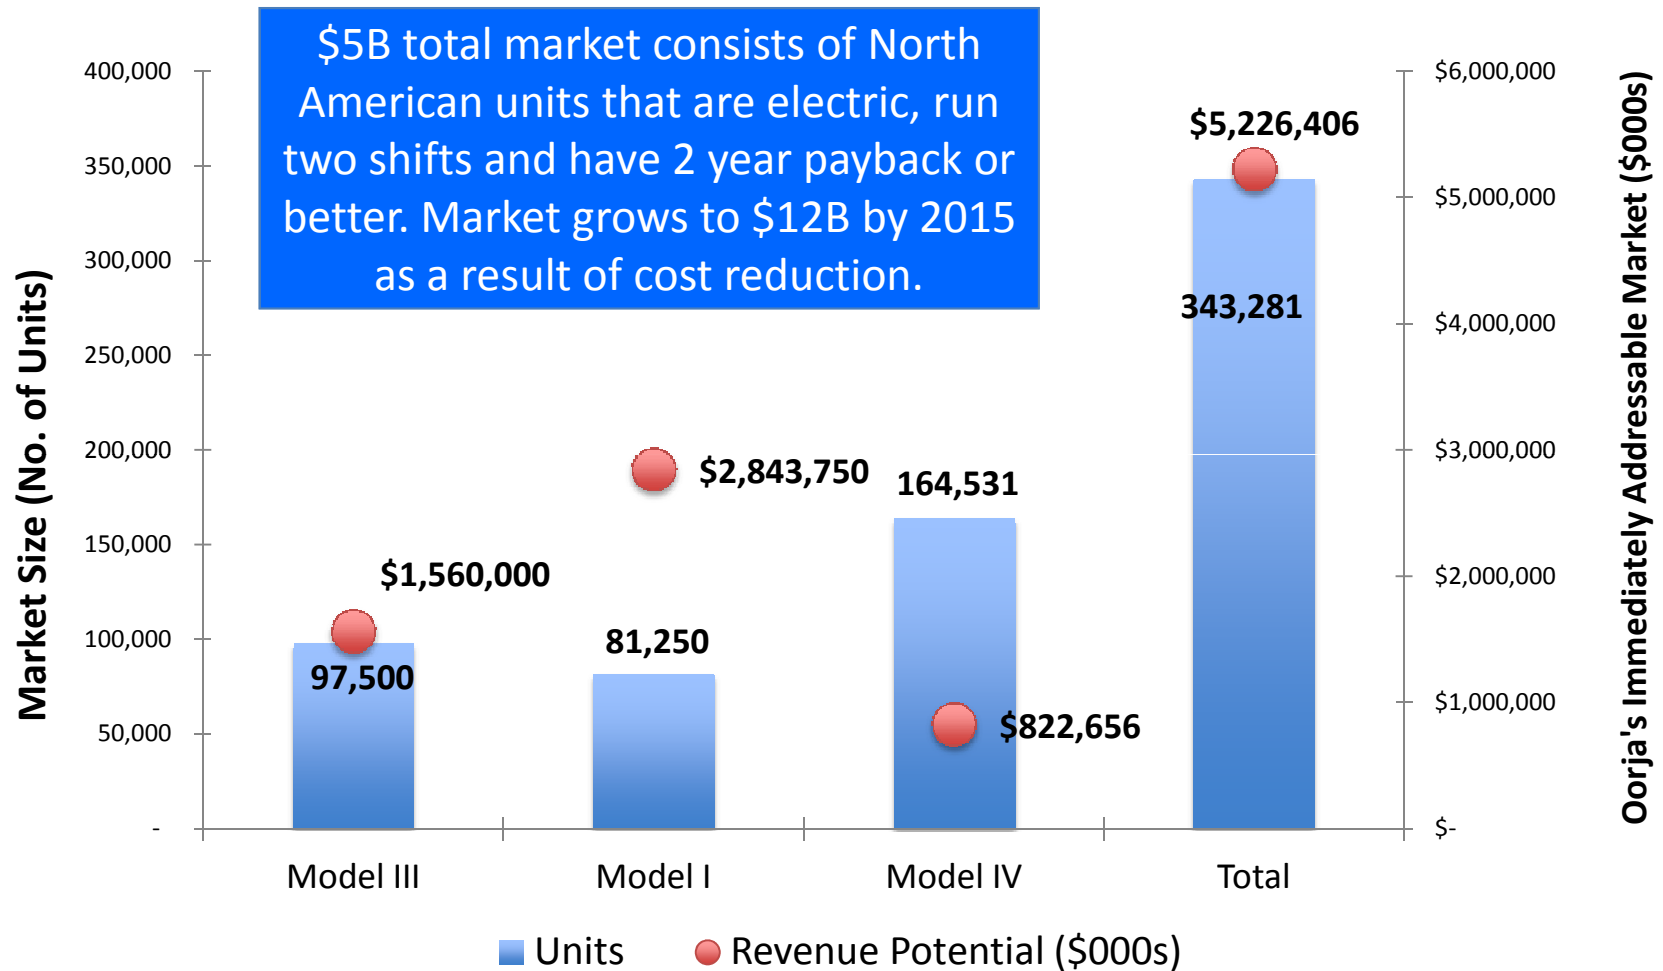 $5B total market consists of North
American units that are electric, run
two shifts and have 2 year payback or
better. Market grows to $12B by 2015
as a result of cost reduction.
Market Size (No. of Units)
400,000
350,000
300,000
250,000
200,000
150,000
100,000
50,000
-
$1,560,000
97,500
81,250
$2,843,750
164,531
$822,656
$5,226,406
343,281
$6,000,000
$5,000,000
$4,000,000
$3,000,000
$2,000,000
$1,000,000
$-
Oorja's Immediately Addressable Market ($000s)
Model III
Model I
Model IV
Total
Units
Revenue Potential ($000s)